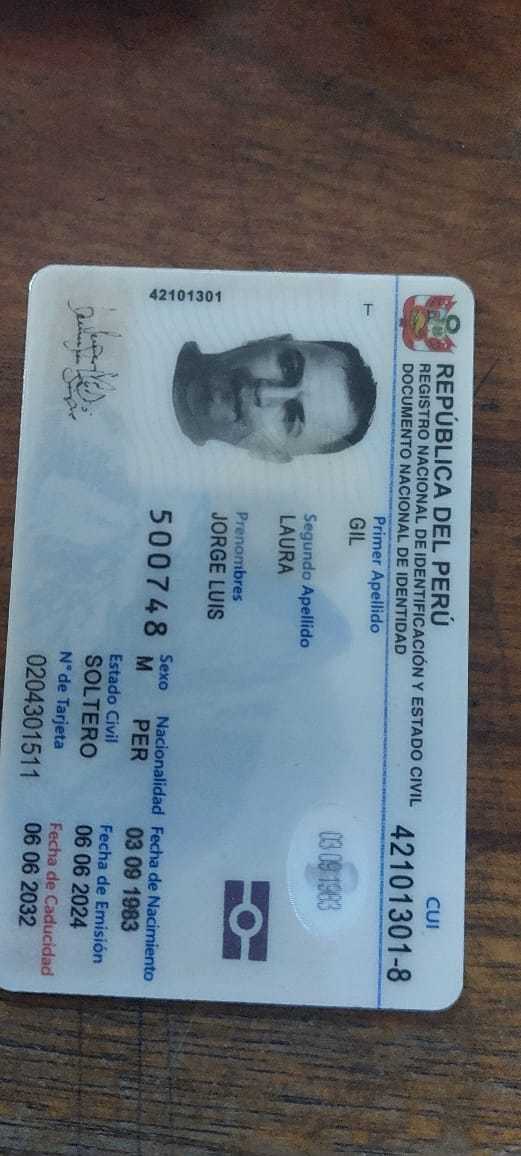 REPÚBLICA DEL PERÚ
REGISTRO NACIONAL DE IDENTIFICACIÓN Y ESTADO CIVIL
DOCUMENTO NACIONAL DE IDENTIDAD
CUI
42101301-8
T
42101301
Primer Apellido
GIL
Segundo Apellido
LAURA
Prenombres
JORGE LUIS
03 09 1983
500748
Sexo Nacionalidad Fecha de Nacimiento
M PER 03 09 1983
Estado Civil Fecha de Emisión
SOLTERO 06 06 2024
N° de Tarjeta Fecha de Caducidad
0204301511 06 06 2032